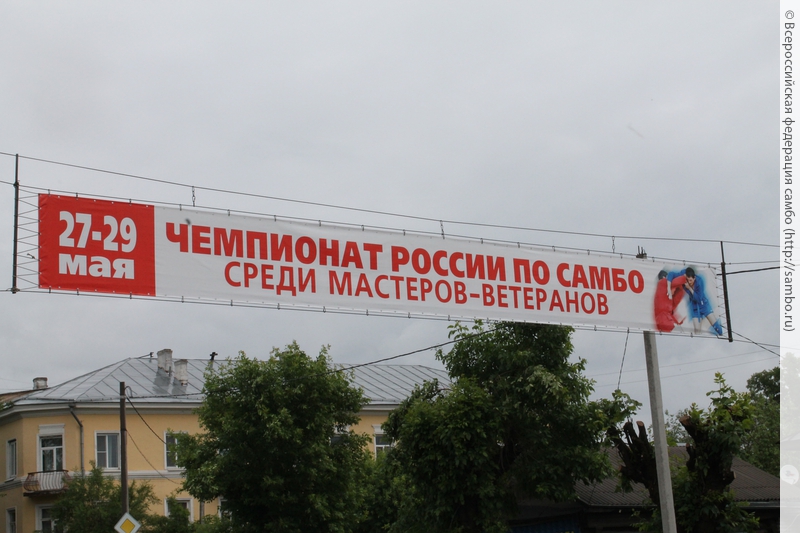 27-29
мая
ЧЕМПИОНАТ РОССИИ ПО САМБО
СРЕДИ МАСТЕРОВ-ВЕТЕРАНОВ
© Всероссийская федерация самбо (http://sambo.ru)